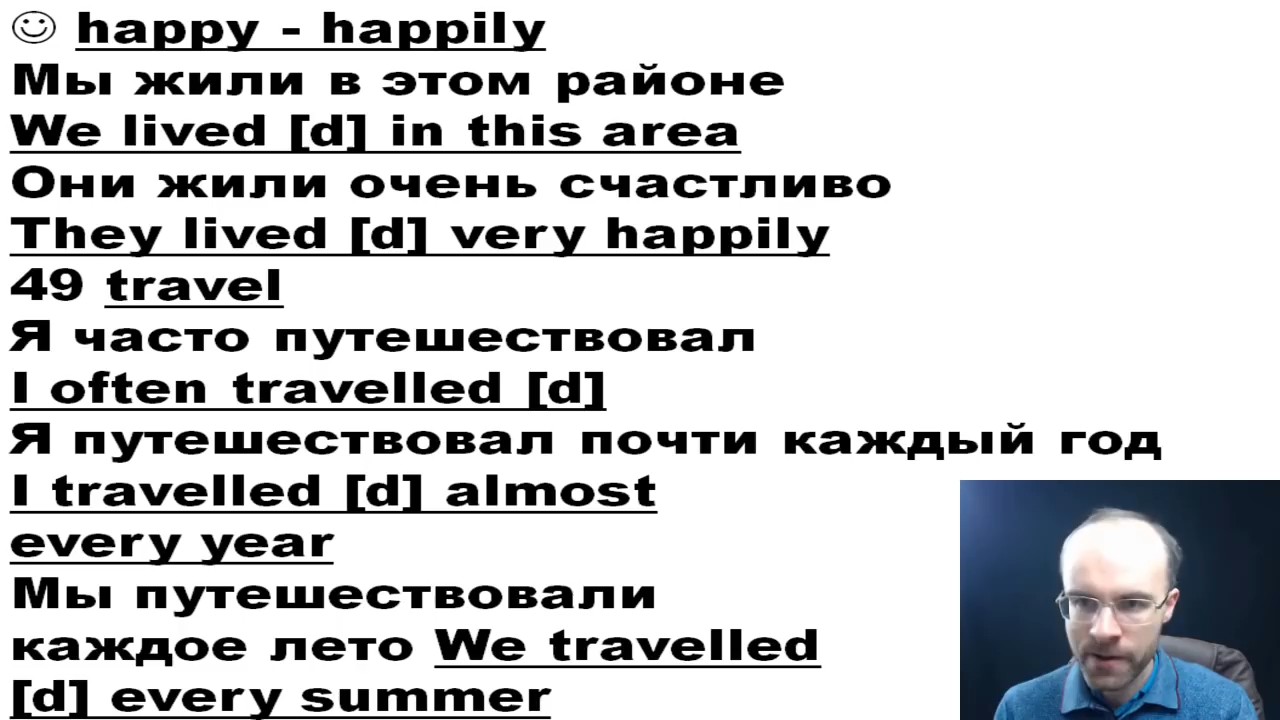 ☺ happy - happily
Мы жили в этом районе
We lived [d] in this area
Они жили очень счастливо
They lived [d] very happily
49 travel
Я часто путешествовал
I often travelled [d]
Я путешествовал почти каждый год
I travelled [d] almost
every year
Мы путешествовали
каждое лето We travelled
[d] every summer